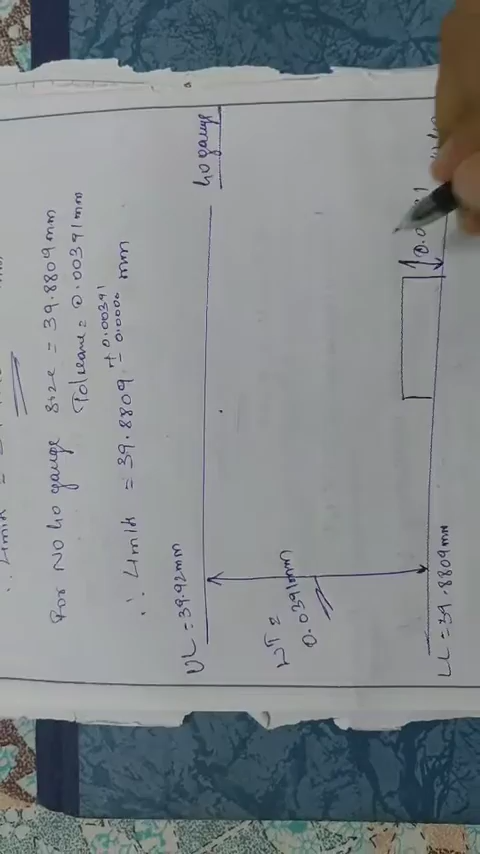 For NO Go gauge size = 39.8809 mm
Tolerance = 0.00391 mm
+ 0.00391
∴ Limit = 39.8809 - 0.0000 mm
UL = 39.92mm
Go gauge
WT =
0.0391mm
LL = 39.8809mm